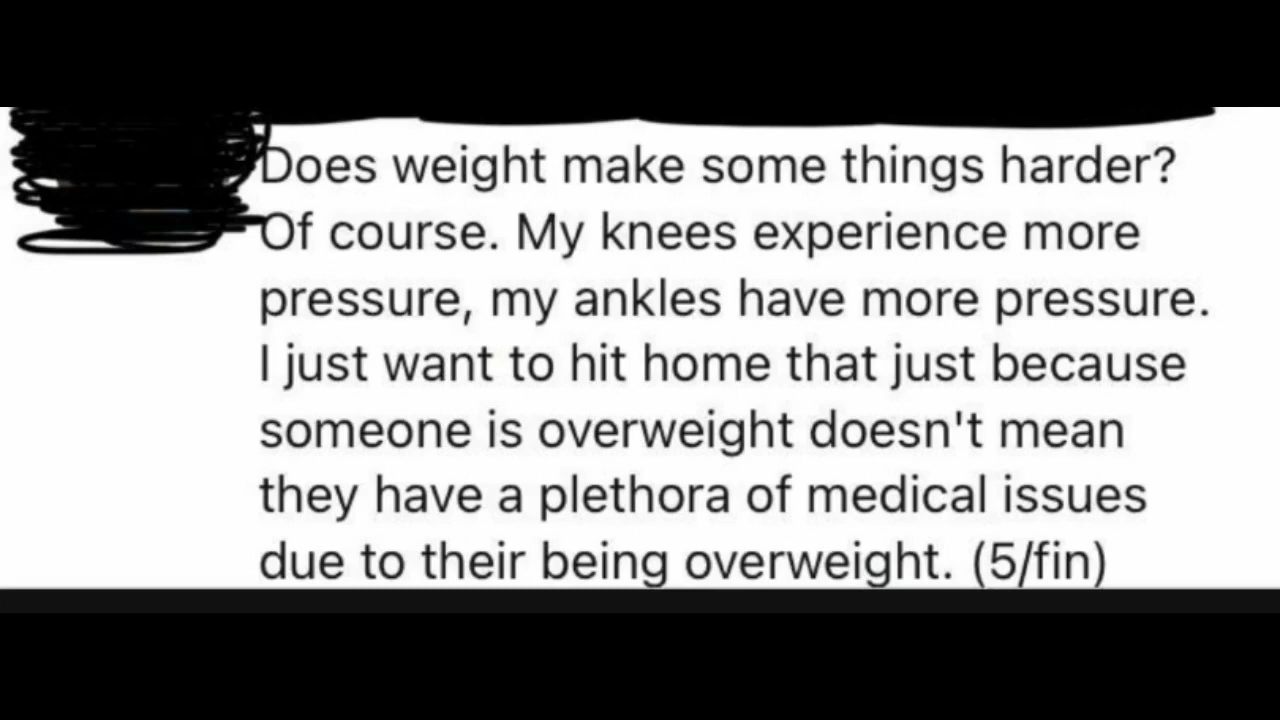 Does weight make some things harder?
Of course. My knees experience more
pressure, my ankles have more pressure.
I just want to hit home that just because
someone is overweight doesn't mean
they have a plethora of medical issues
due to their being overweight. (5/fin)